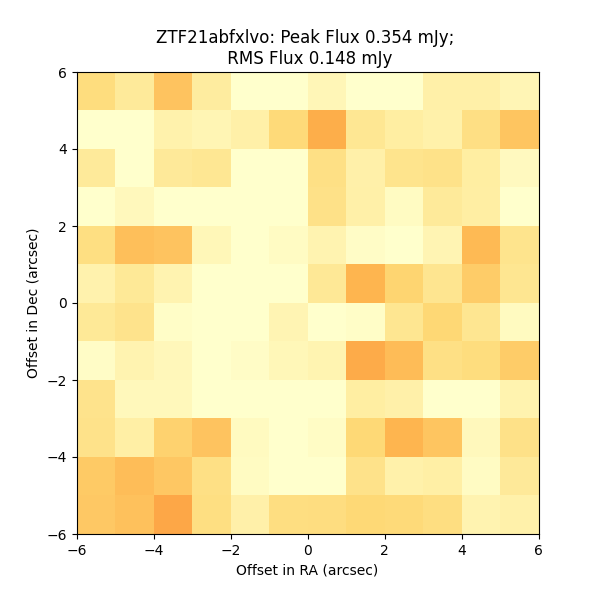 ZTF21abfxlvo: Peak Flux 0.354 mJy;
RMS Flux 0.148 mJy
6
4
2
0
−2
−4
−6
Offset in Dec (arcsec)
−6 −4 −2 0 2 4 6
Offset in RA (arcsec)